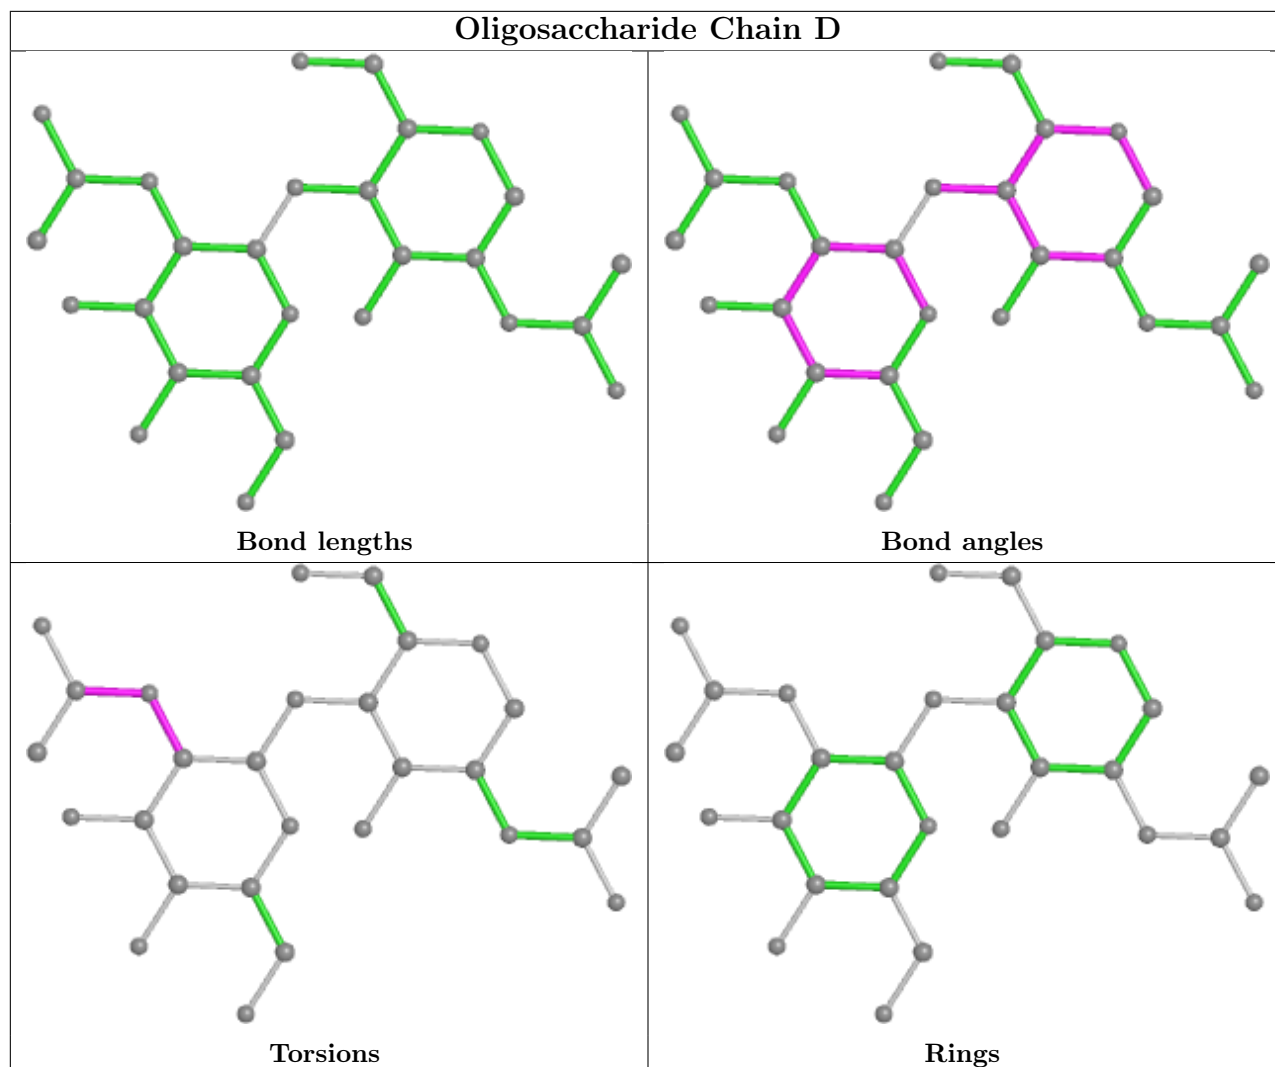 Oligosaccharide Chain D
Bond lengths
Bond angles
Torsions
Rings